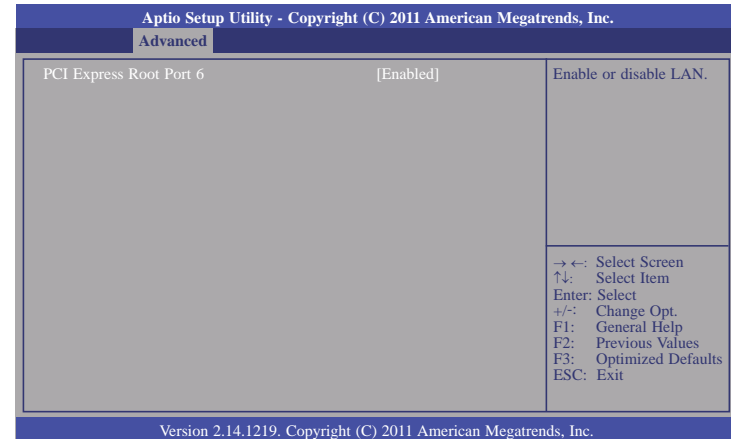 Aptio Setup Utility - Copyright (C) 2011 American Megatrends, Inc.
Advanced
PCI Express Root Port 6 [Enabled]
Enable or disable LAN.
→ ←: Select Screen
↑↓: Select Item
Enter: Select
+/-: Change Opt.
F1: General Help
F2: Previous Values
F3: Optimized Defaults
ESC: Exit
Version 2.14.1219. Copyright (C) 2011 American Megatrends, Inc.